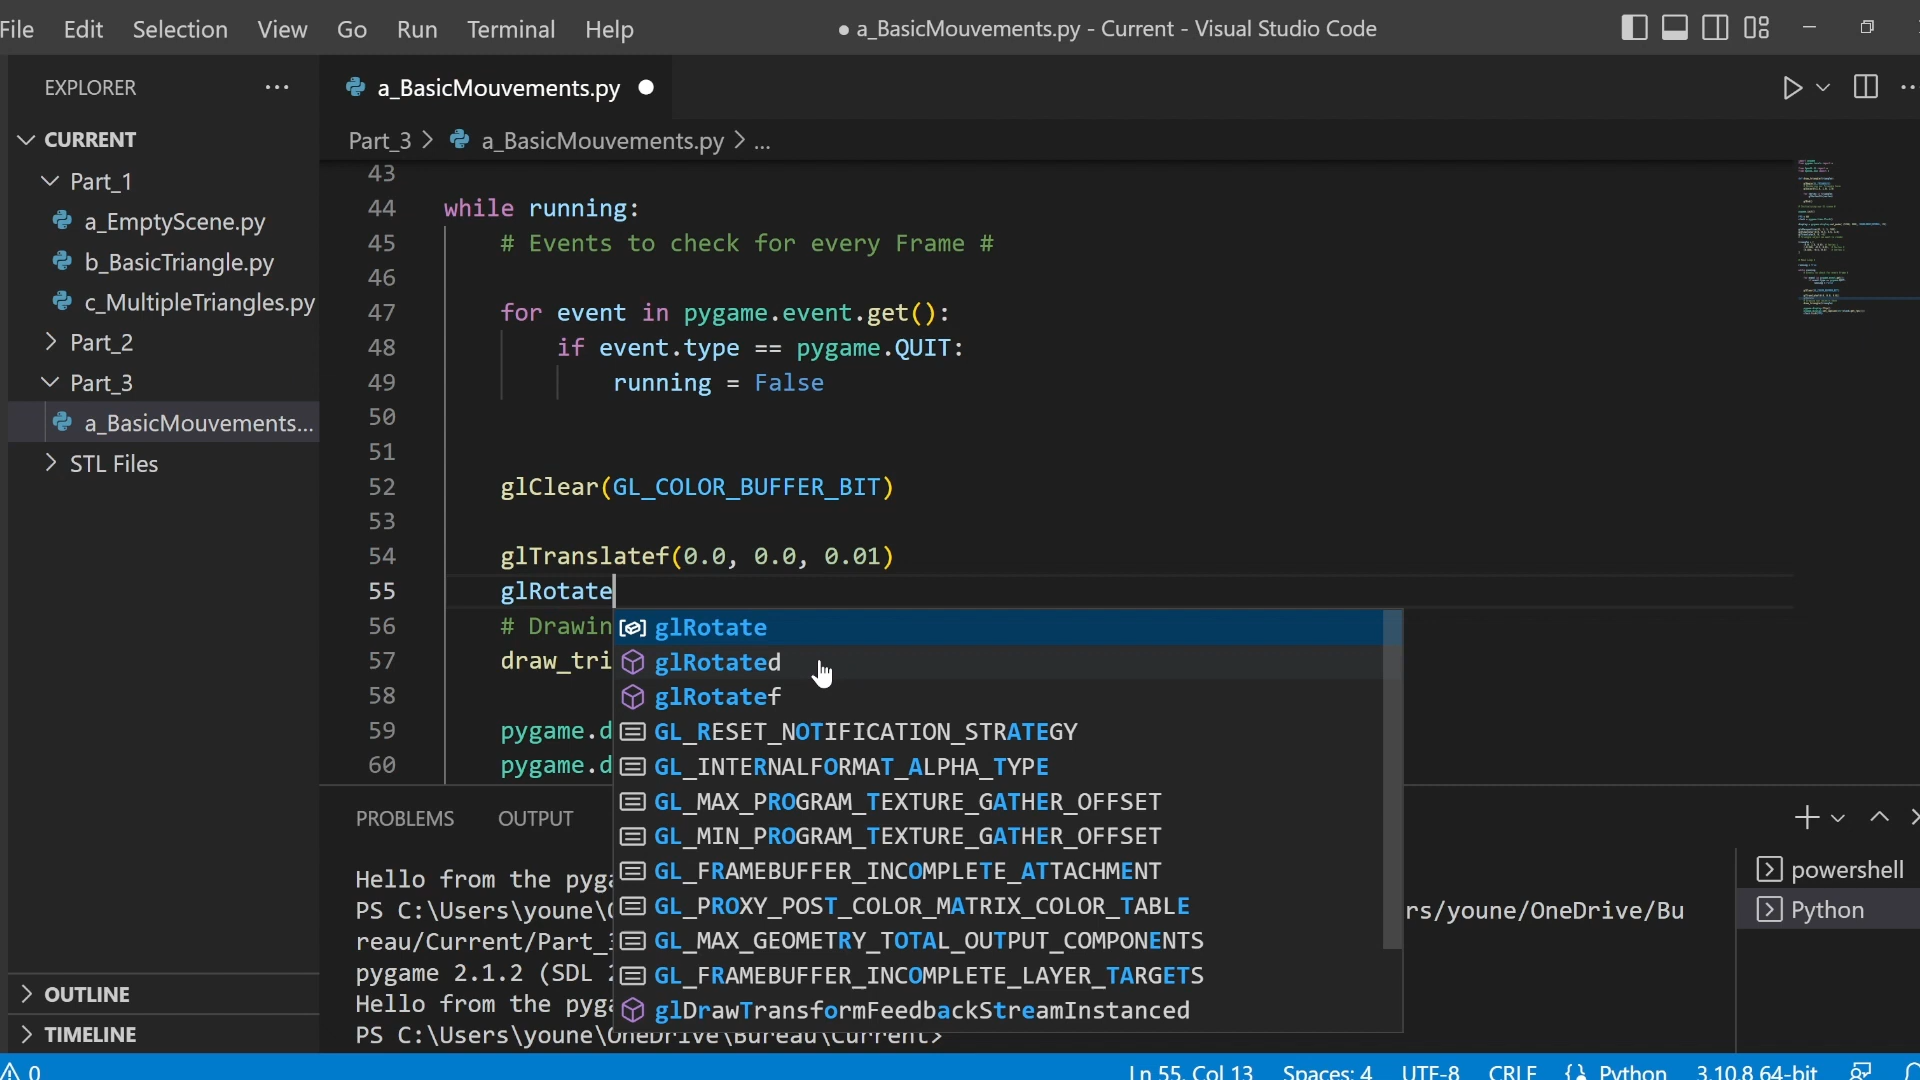 File Edit Selection View Go Run Terminal Help
● a_BasicMouvements.py - Current - Visual Studio Code
EXPLORER ...
CURRENT
Part_1
a_EmptyScene.py
b_BasicTriangle.py
c_MultipleTriangles.py
Part_2
Part_3
a_BasicMouvements...
STL Files
OUTLINE
TIMELINE
a_BasicMouvements.py
Part_3 > a_BasicMouvements.py > ...
43
44 while running:
45 # Events to check for every Frame #
46
47 for event in pygame.event.get():
48 if event.type == pygame.QUIT:
49 running = False
50
51
52 glClear(GL_COLOR_BUFFER_BIT)
53
54 glTranslatef(0.0, 0.0, 0.01)
55 glRotate
56 # Drawin
57 draw_tri
58
59 pygame.d
60 pygame.d
glRotate
glRotated
glRotatef
GL_RESET_NOTIFICATION_STRATEGY
GL_INTERNALFORMAT_ALPHA_TYPE
GL_MAX_PROGRAM_TEXTURE_GATHER_OFFSET
GL_MIN_PROGRAM_TEXTURE_GATHER_OFFSET
GL_FRAMEBUFFER_INCOMPLETE_ATTACHMENT
GL_PROXY_POST_COLOR_MATRIX_COLOR_TABLE
GL_MAX_GEOMETRY_TOTAL_OUTPUT_COMPONENTS
GL_FRAMEBUFFER_INCOMPLETE_LAYER_TARGETS
glDrawTransformFeedbackStreamInstanced
PROBLEMS OUTPUT
Hello from the pyga
PS C:\Users\youne\O rs/youne/OneDrive/Bu
reau/Current/Part_3
pygame 2.1.2 (SDL 2
Hello from the pyga
PS C:\Users\youne\OneDrive\Bureau\Current>
powershell
Python
0
Ln 55, Col 13 Spaces: 4 UTF-8 CRLF {} Python 3.10.8 64-bit